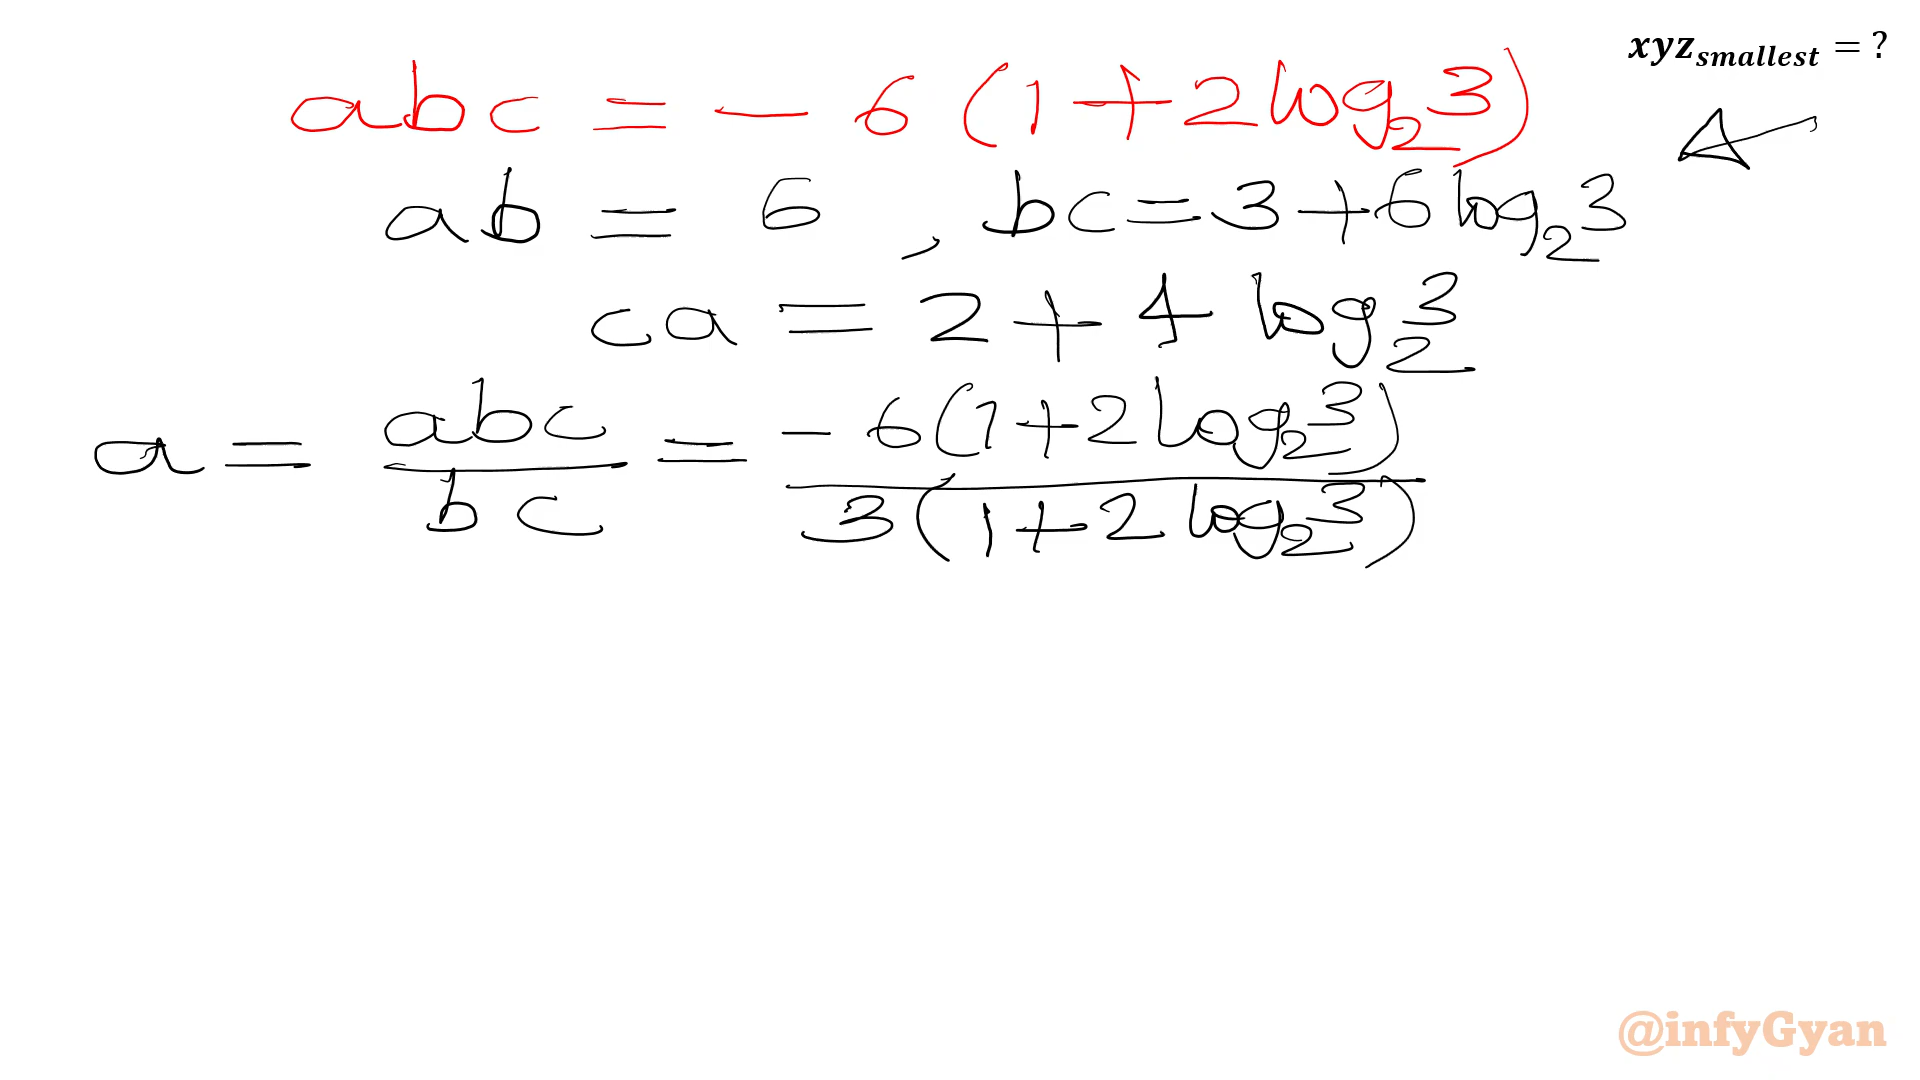 xyz_smallest = ?
abc = - 6 (1 + 2 log₂3)
ab = 6 , bc = 3 + 6 log₂3
ca = 2 + 4 log₂3
a = abc/bc = -6(1+2 log₂3)/3(1+2 log₂3)
@infyGyan